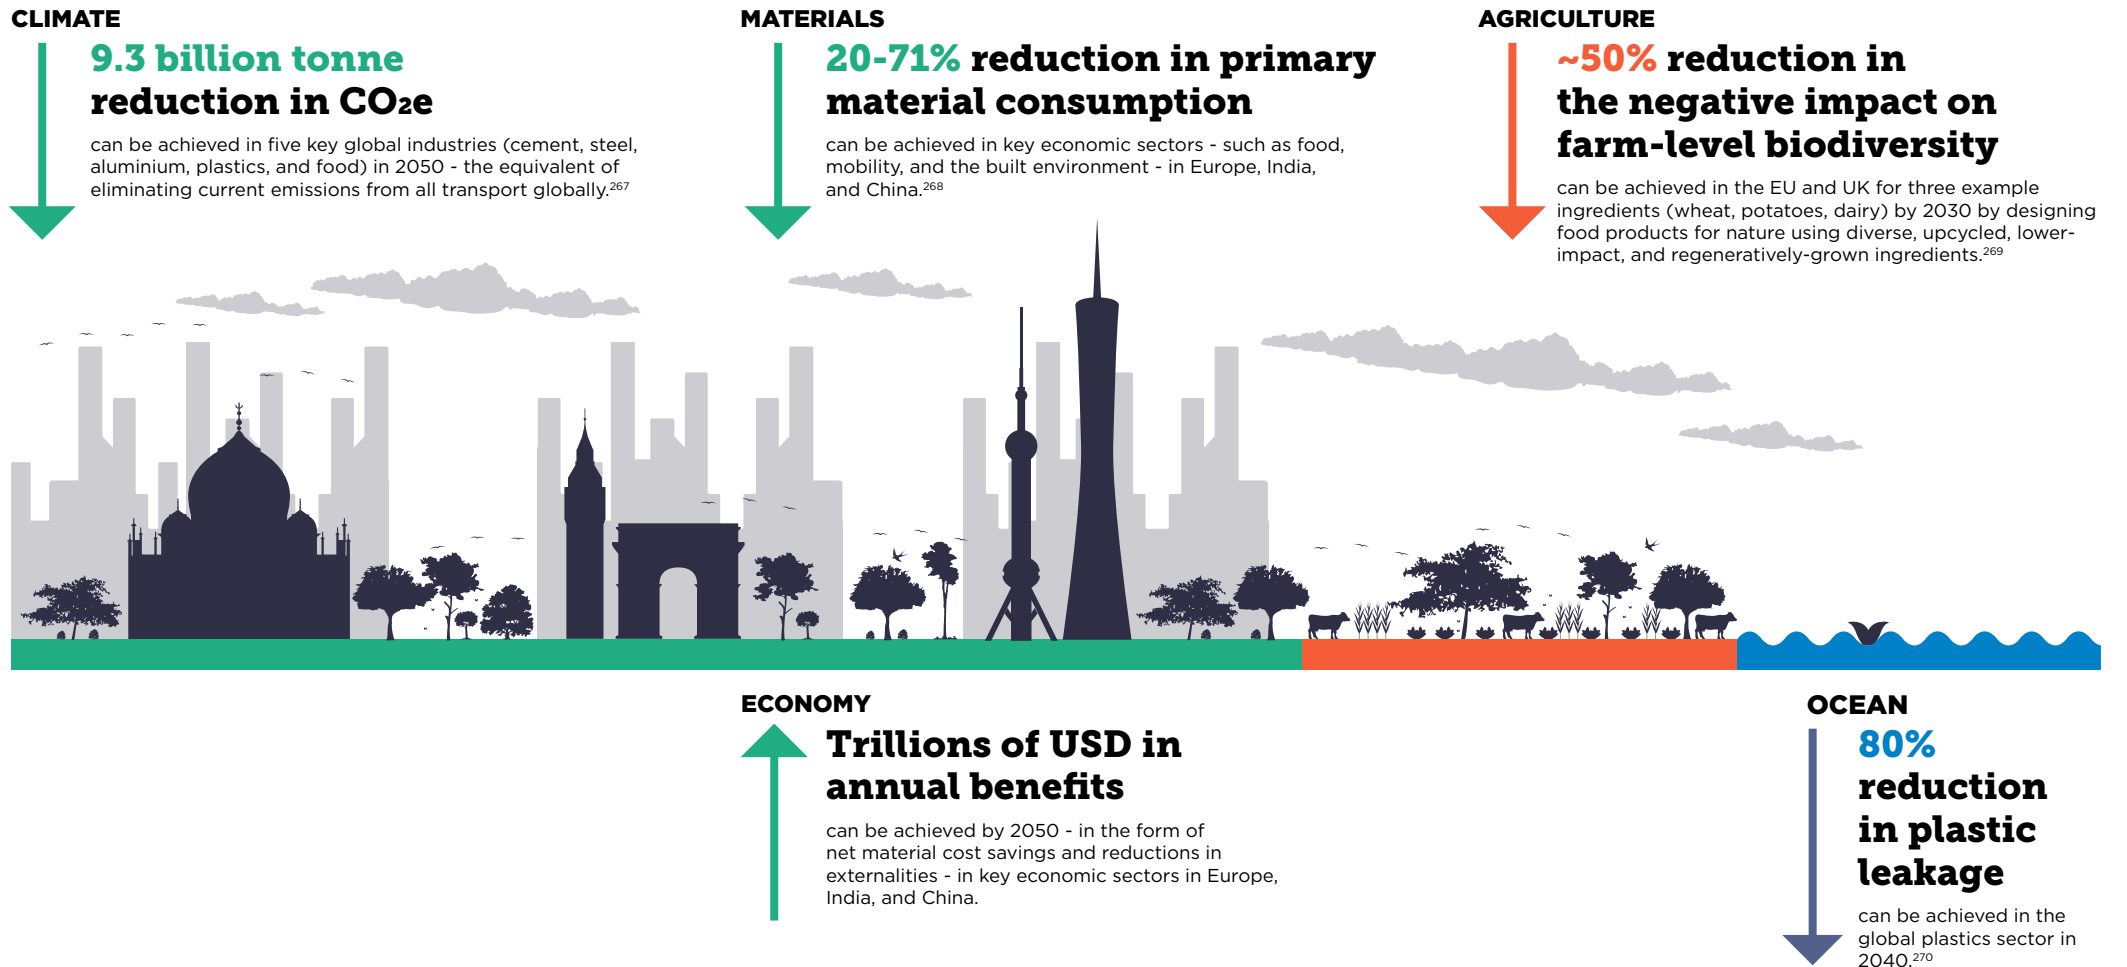 CLIMATE
9.3 billion tonne
reduction in CO₂e
can be achieved in five key global industries (cement, steel,
aluminium, plastics, and food) in 2050 - the equivalent of
eliminating current emissions from all transport globally.²⁶⁷
MATERIALS
20-71% reduction in primary
material consumption
can be achieved in key economic sectors - such as food,
mobility, and the built environment - in Europe, India,
and China.²⁶⁸
AGRICULTURE
~50% reduction in
the negative impact on
farm-level biodiversity
can be achieved in the EU and UK for three example
ingredients (wheat, potatoes, dairy) by 2030 by designing
food products for nature using diverse, upcycled, lower-
impact, and regeneratively-grown ingredients.²⁶⁹
ECONOMY
Trillions of USD in
annual benefits
can be achieved by 2050 - in the form of
net material cost savings and reductions in
externalities - in key economic sectors in Europe,
India, and China.
OCEAN
80%
reduction
in plastic
leakage
can be achieved in the
global plastics sector in
2040.²⁷⁰